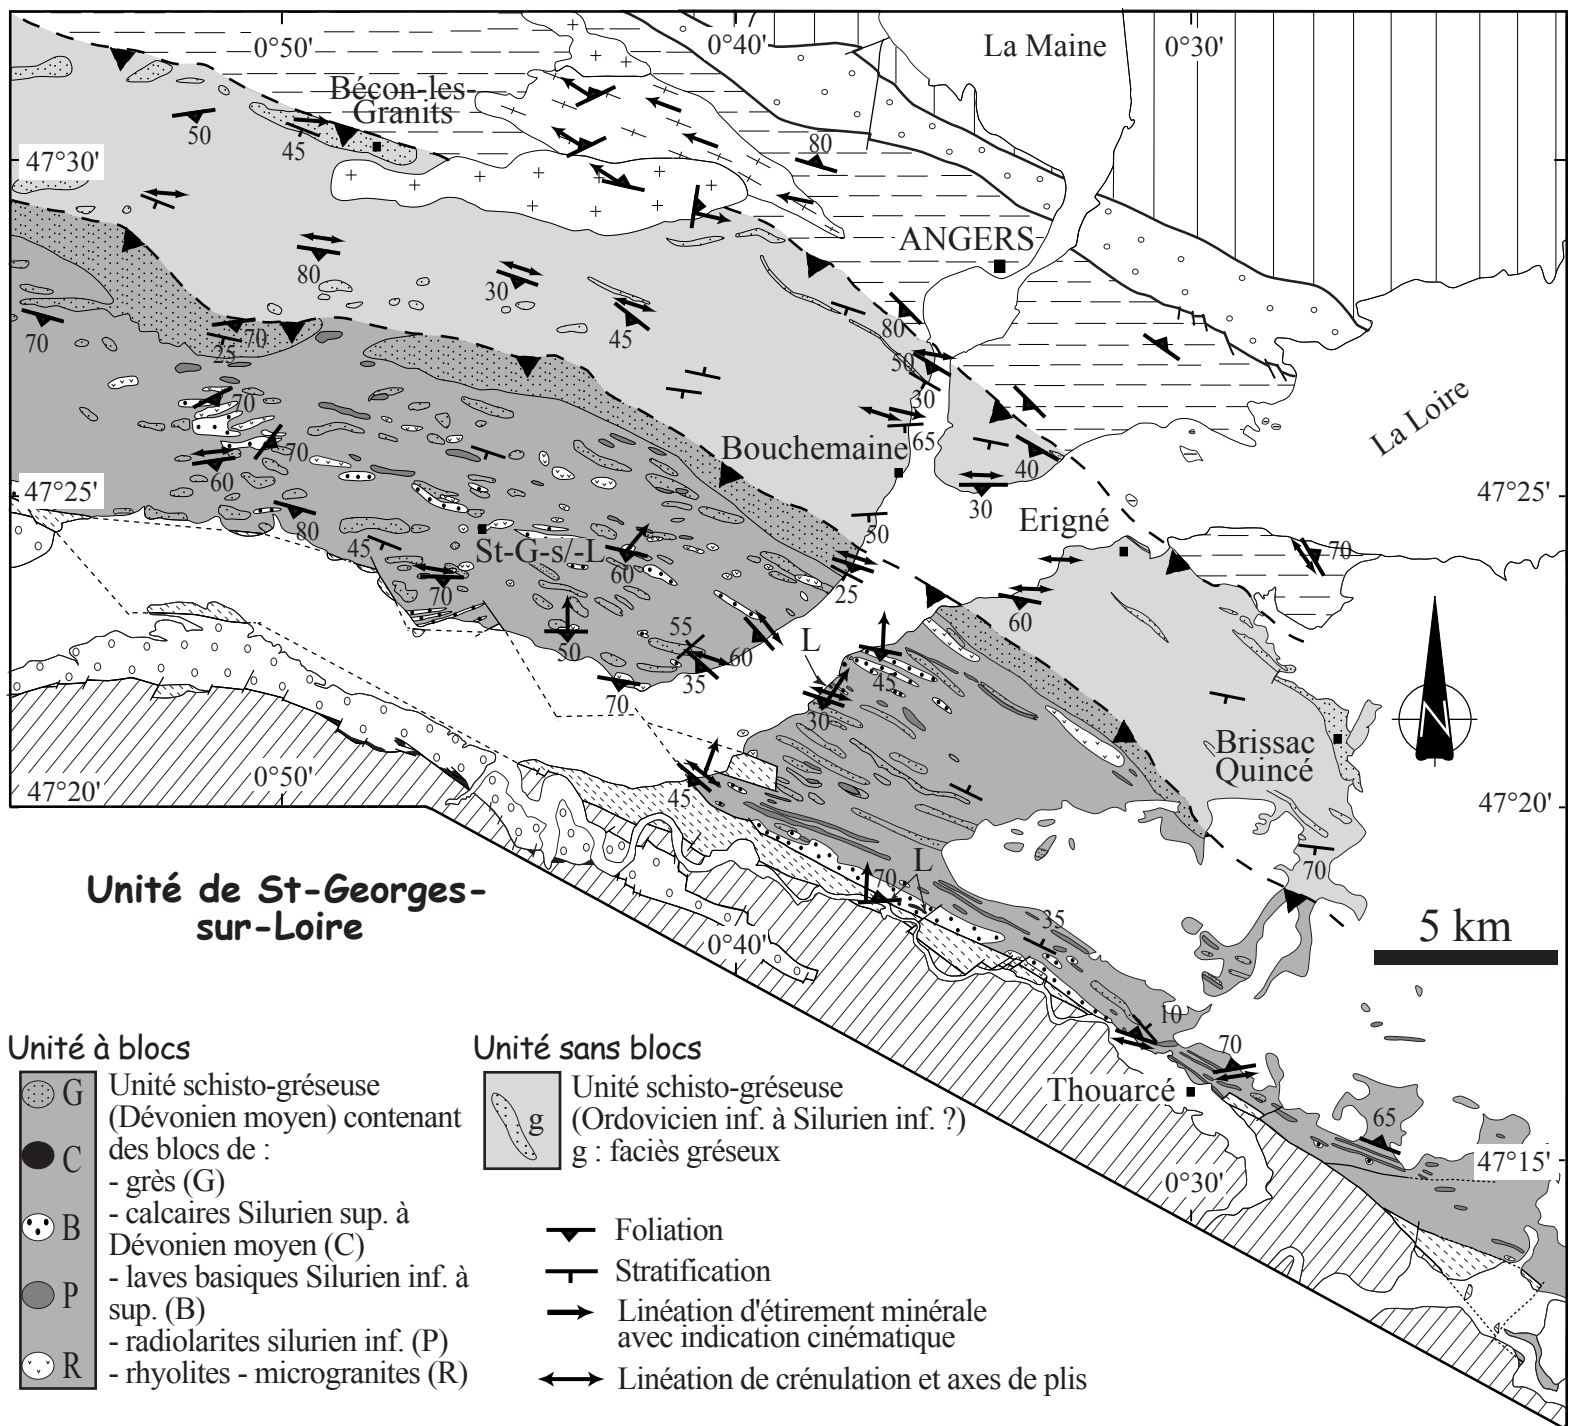 0°50'
0°40'
La Maine
0°30'
Bécon-les-
Granits
50
45
80
47°30'
ANGERS
80
30
45
80
70
70
25
50
30
La Loire
70
65
Bouchemaine
70
60
40
47°25'
47°25'
30
80
Erigné
50
45
St-G-s/-L
60
70
70
25
60
55
L
50
60
45
35
70
30
Brissac
Quincé
0°50'
47°20'
45
47°20'
L
70
70
Unité de St-Georges-
sur-Loire
35
5 km
0°40'
10
70
Thouarcé
65
47°15'
0°30'
Unité à blocs
G
C
B
P
R
Unité schisto-gréseuse
(Dévonien moyen) contenant
des blocs de :
- grès (G)
- calcaires Silurien sup. à
Dévonien moyen (C)
- laves basiques Silurien inf. à
sup. (B)
- radiolarites silurien inf. (P)
- rhyolites - microgranites (R)
Unité sans blocs
g
Unité schisto-gréseuse
(Ordovicien inf. à Silurien inf. ?)
g : faciès gréseux
Foliation
Stratification
Linéation d'étirement minérale
avec indication cinématique
Linéation de crénulation et axes de plis
N